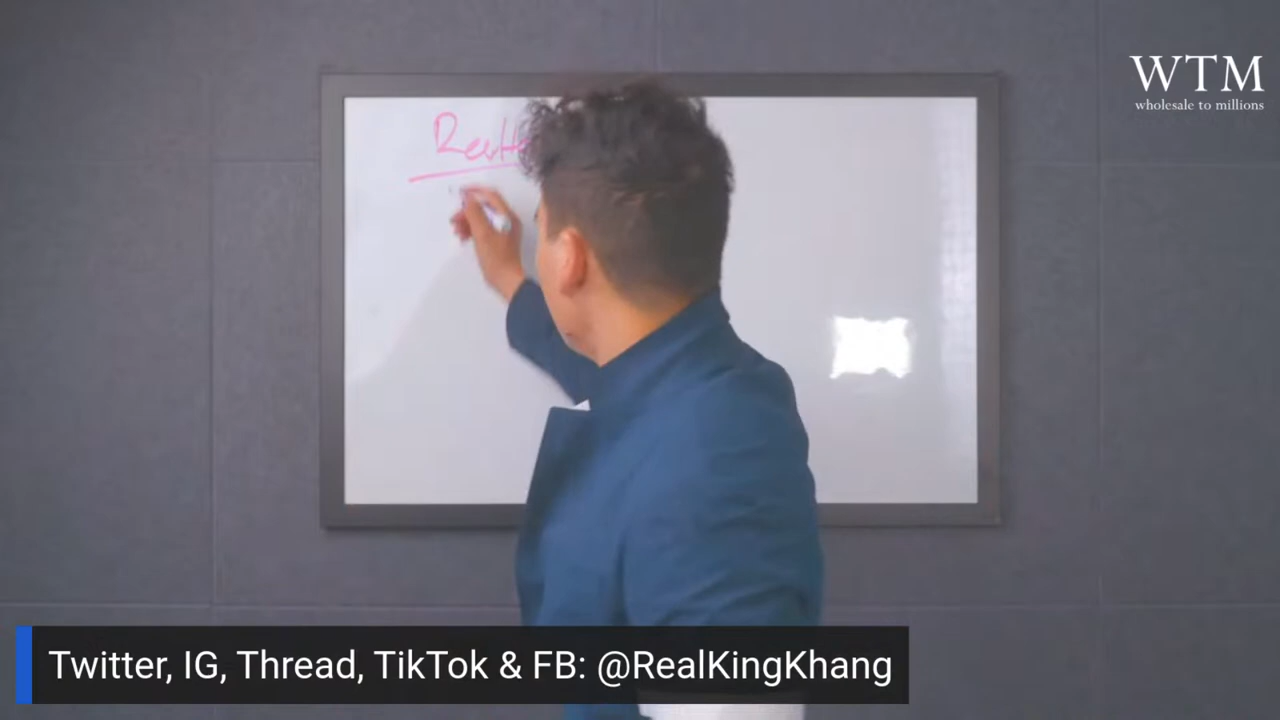 WTM
wholesale to millions
Twitter, IG, Thread, TikTok & FB: @RealKingKhang